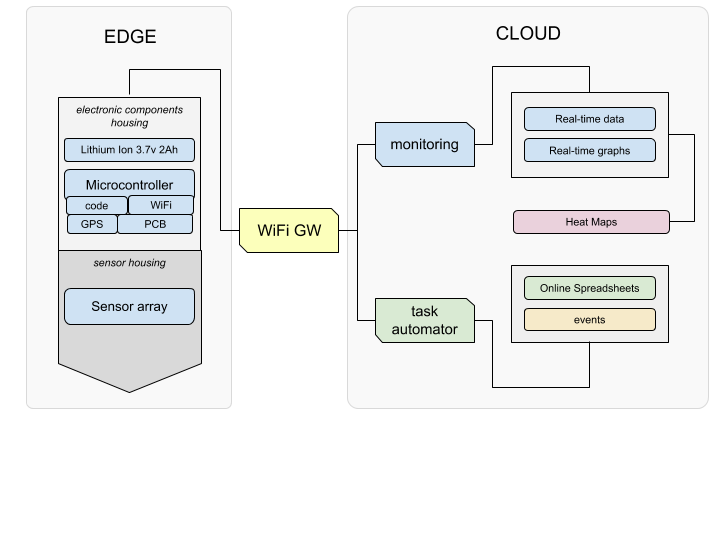 EDGE
electronic components
housing
Lithium Ion 3.7v 2Ah
Microcontroller
code
WiFi
GPS
PCB
sensor housing
Sensor array
WiFi GW
CLOUD
monitoring
Real-time data
Real-time graphs
Heat Maps
task
automator
Online Spreadsheets
events